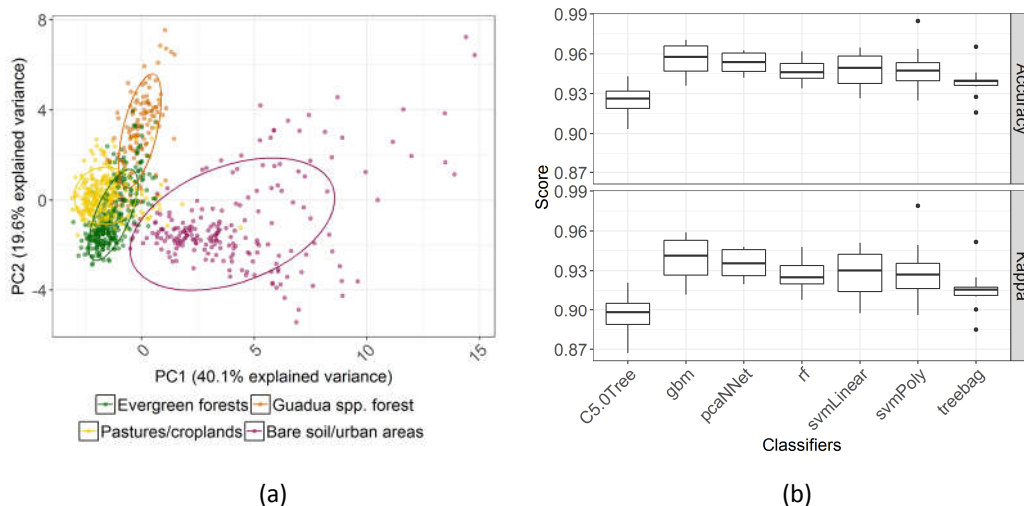 8
4
0
-4
PC2 (19.6% explained variance)
0
5
10
15
PC1 (40.1% explained variance)
Evergreen forests
Guadua spp. forest
Pastures/croplands
Bare soil/urban areas
(a)
0.99
0.96
0.93
0.90
0.87
Accuracy
Score
0.99
0.96
0.93
0.90
0.87
Kappa
C5.0Tree
gbm
pcaNNet
rf
svmLinear
svmPoly
treebag
Classifiers
(b)